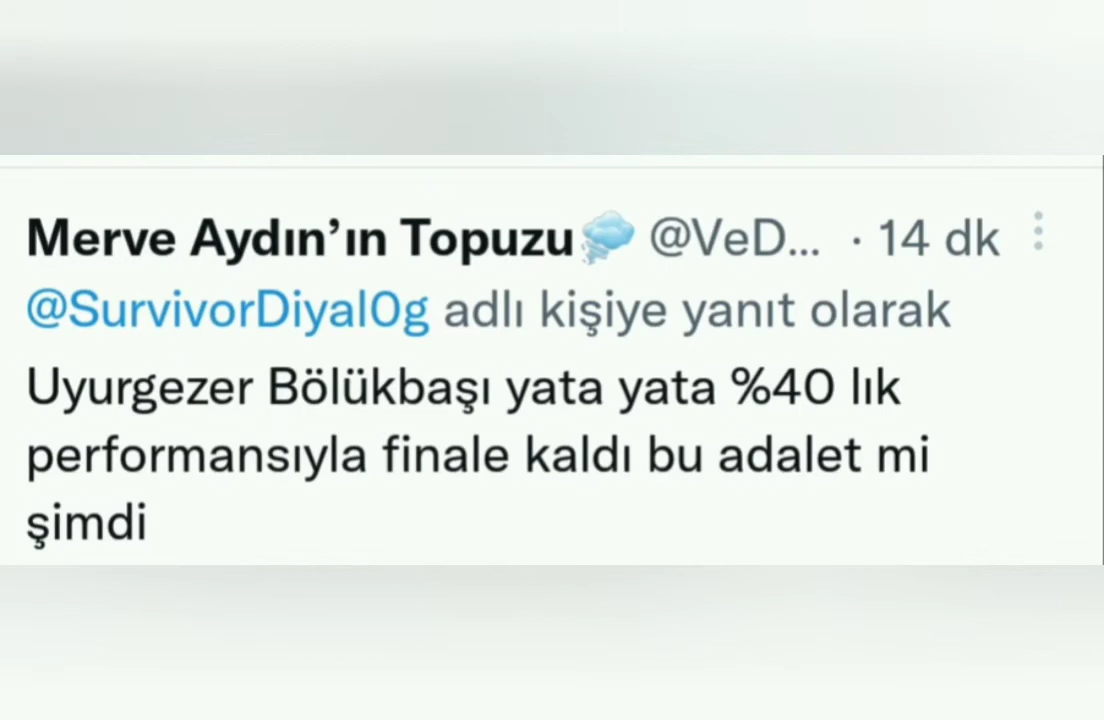 Merve Aydın’ın Topuzu🌪️ @VeD... · 14 dk
@SurvivorDiyal0g adlı kişiye yanıt olarak
Uyurgezer Bölükbaşı yata yata %40 lık
performansıyla finale kaldı bu adalet mi
şimdi